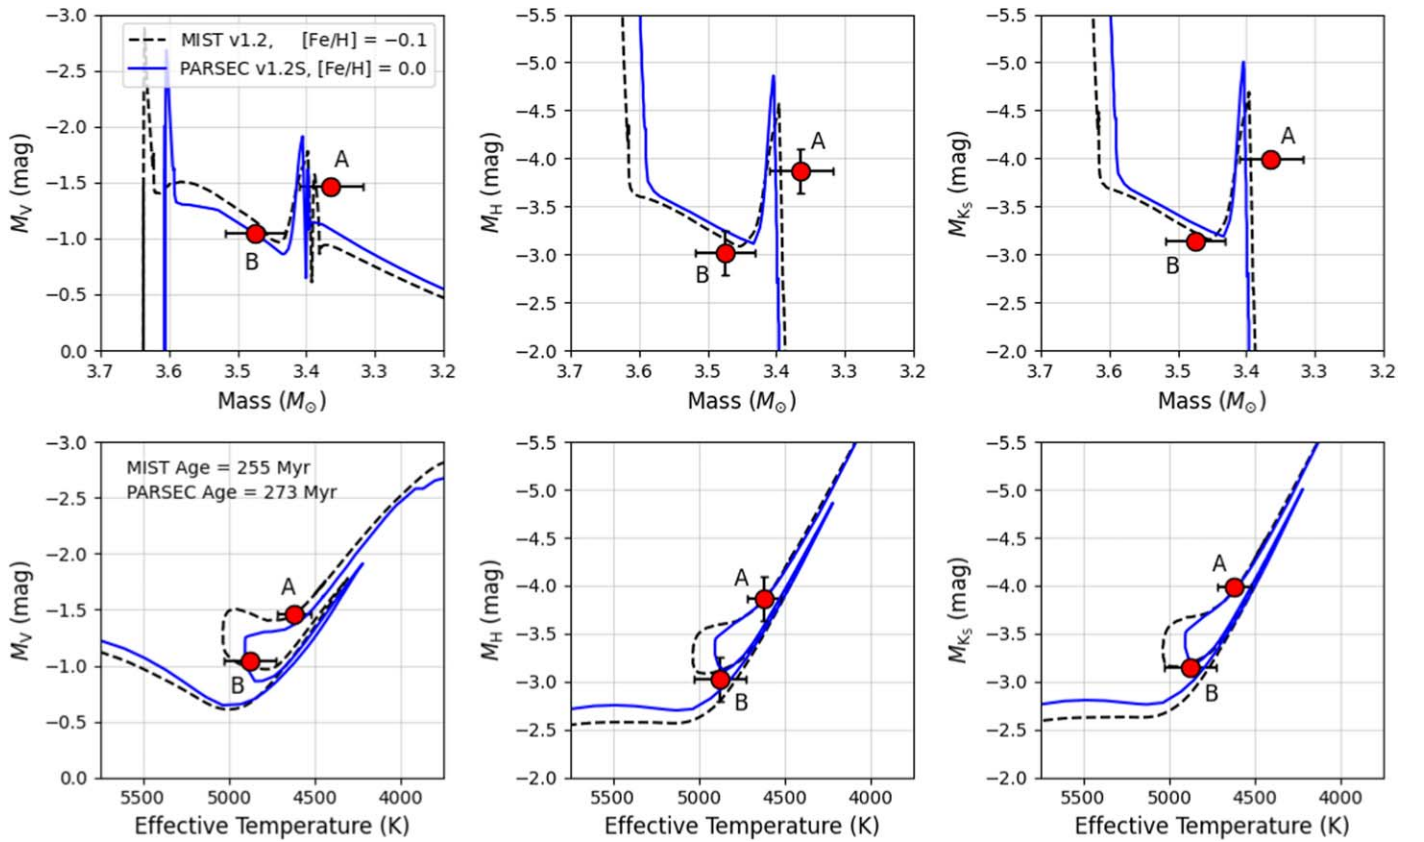 −3.0
−2.5
−2.0
−1.5
−1.0
−0.5
0.0
M_V (mag)
MIST v1.2, [Fe/H] = −0.1
PARSEC v1.2S, [Fe/H] = 0.0
A
B
3.7 3.6 3.5 3.4 3.3 3.2
Mass (M⊙)
−5.5
−5.0
−4.5
−4.0
−3.5
−3.0
−2.5
−2.0
M_H (mag)
A
B
3.7 3.6 3.5 3.4 3.3 3.2
Mass (M⊙)
−5.5
−5.0
−4.5
−4.0
−3.5
−3.0
−2.5
−2.0
M_KS (mag)
A
B
3.7 3.6 3.5 3.4 3.3 3.2
Mass (M⊙)
−3.0
−2.5
−2.0
−1.5
−1.0
−0.5
0.0
M_V (mag)
MIST Age = 255 Myr
PARSEC Age = 273 Myr
A
B
5500 5000 4500 4000
Effective Temperature (K)
−5.5
−5.0
−4.5
−4.0
−3.5
−3.0
−2.5
−2.0
M_H (mag)
A
B
5500 5000 4500 4000
Effective Temperature (K)
−5.5
−5.0
−4.5
−4.0
−3.5
−3.0
−2.5
−2.0
M_KS (mag)
A
B
5500 5000 4500 4000
Effective Temperature (K)